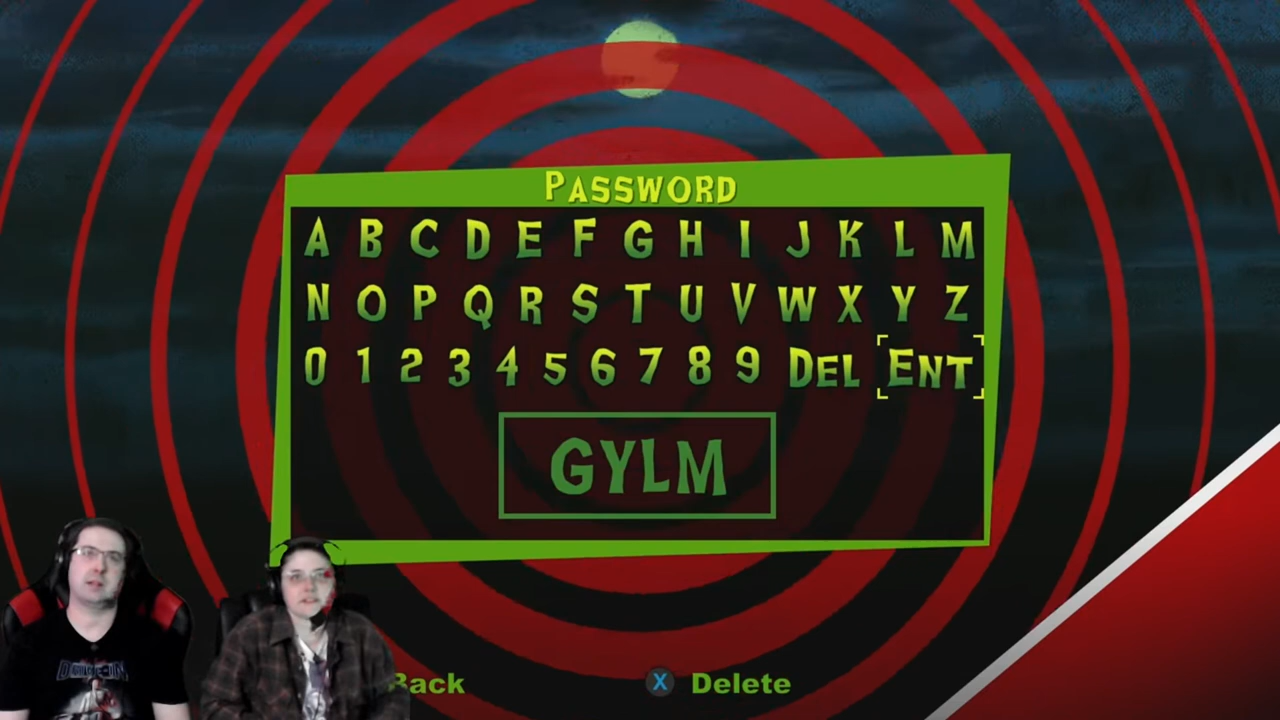 PASSWORD
A B C D E F G H I J K L M
N O P Q R S T U V W X Y Z
0 1 2 3 4 5 6 7 8 9 DEL ENT
GYLM
Back X Delete